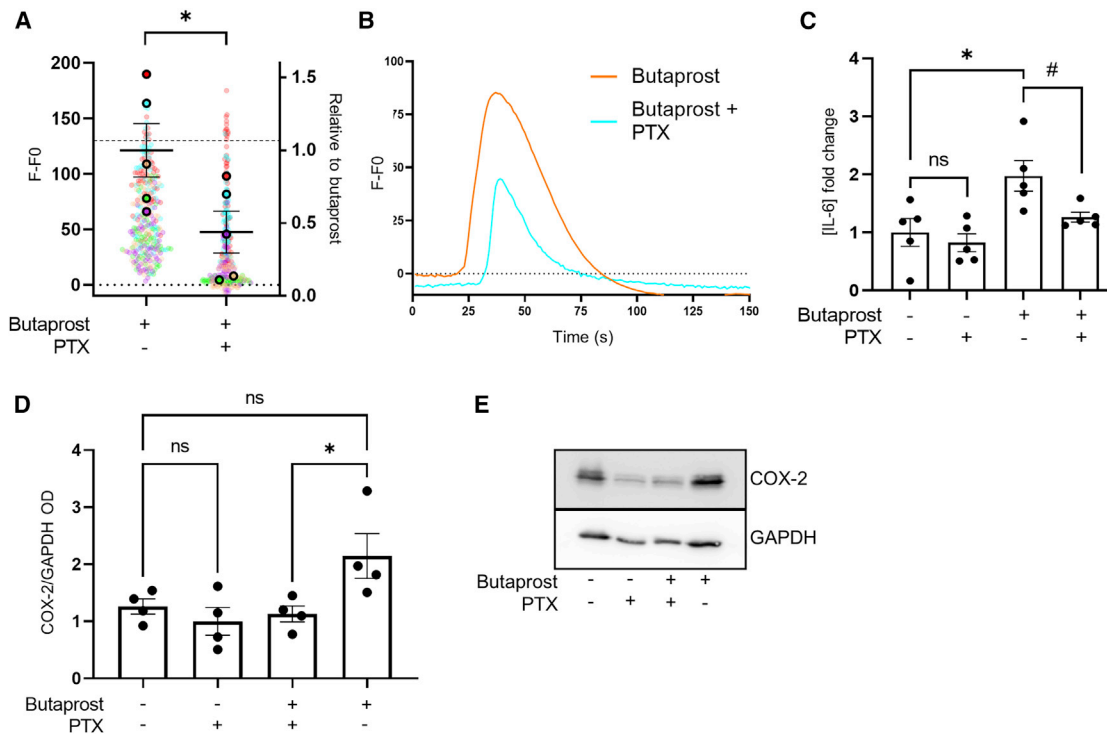 A
*
200
150
100
50
0
F-F0
1.5
1.0
0.5
0.0
Relative to butaprost
Butaprost + +
PTX - +
B
100
75
50
25
0
F-F0
0 25 50 75 100 125 150
Time (s)
Butaprost
Butaprost +
PTX
C
*
#
ns
4
3
2
1
0
[IL-6] fold change
Butaprost - - + +
PTX - + - +
D
ns
ns
*
4
3
2
1
0
COX-2/GAPDH OD
Butaprost - - + +
PTX - + + -
E
COX-2
GAPDH
Butaprost - - + +
PTX - + + -